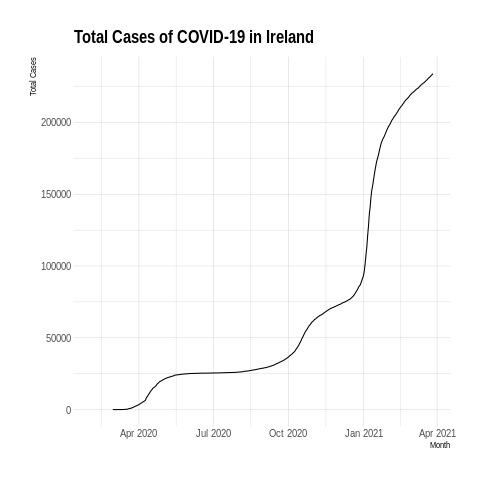 Total Cases of COVID-19 in Ireland
Total Cases
200000
150000
100000
50000
0
Apr 2020 Jul 2020 Oct 2020 Jan 2021 Apr 2021
Month